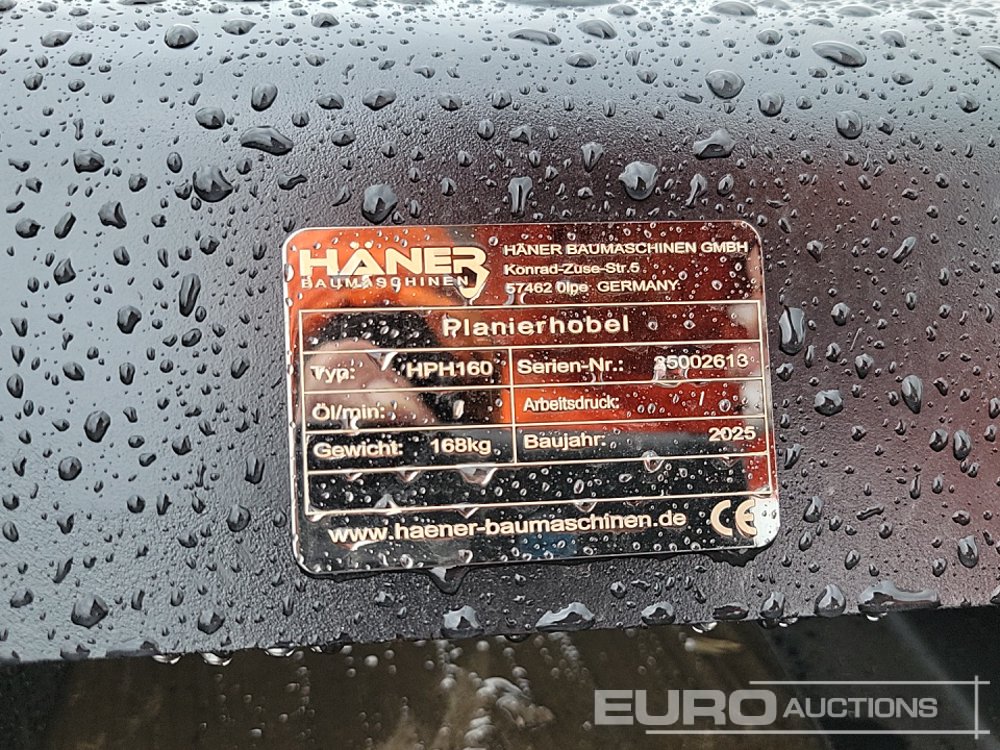 HÄNER
BAUMASCHINEN
HÄNER BAUMASCHINEN GMBH
Konrad-Zuse-Str.5
57462 Olpe GERMANY
Planierhobel
Typ: HPH160
Serien-Nr.: 25002613
Öl/min: /
Arbeitsdruck: /
Gewicht: 168kg
Baujahr: 2025
www.haener-baumaschinen.de CE
EURO AUCTIONS